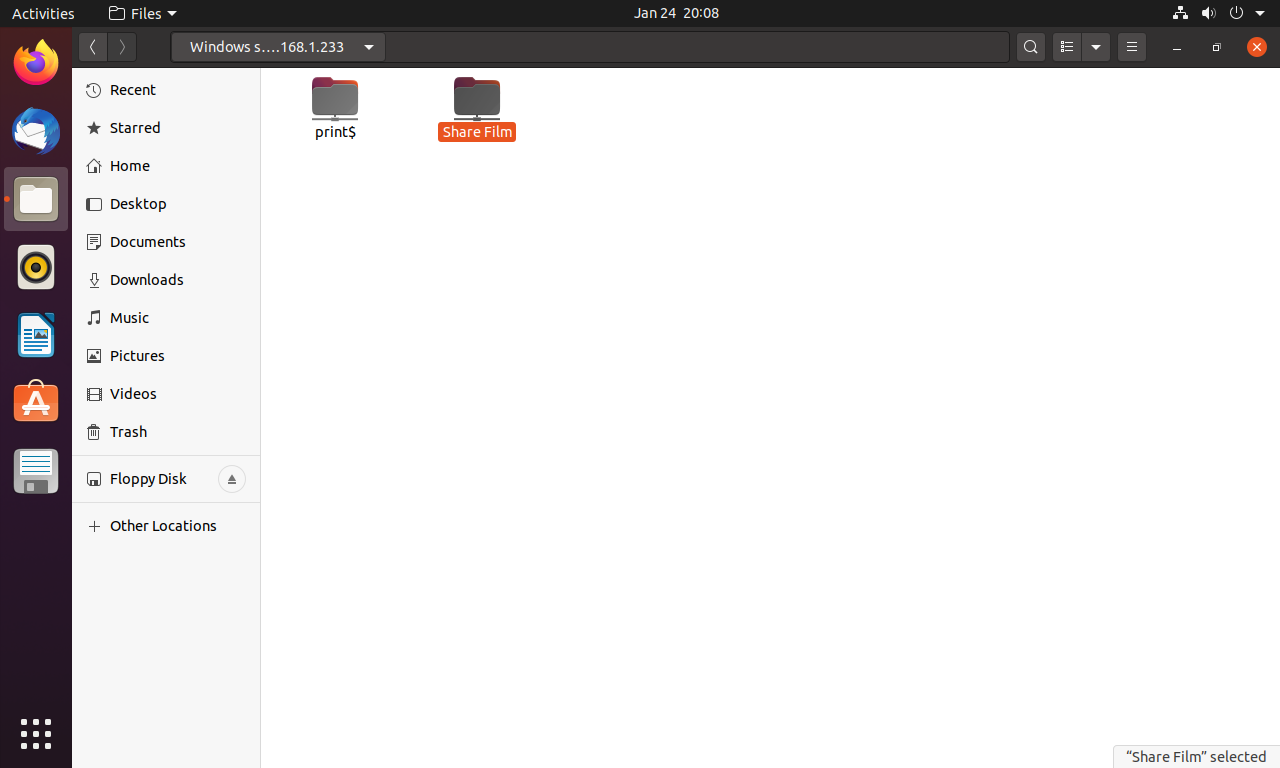 Activities
Files
Jan 24 20:08
Windows s….168.1.233
Recent
Starred
Home
Desktop
Documents
Downloads
Music
Pictures
Videos
Trash
Floppy Disk
Other Locations
print$
Share Film
“Share Film” selected